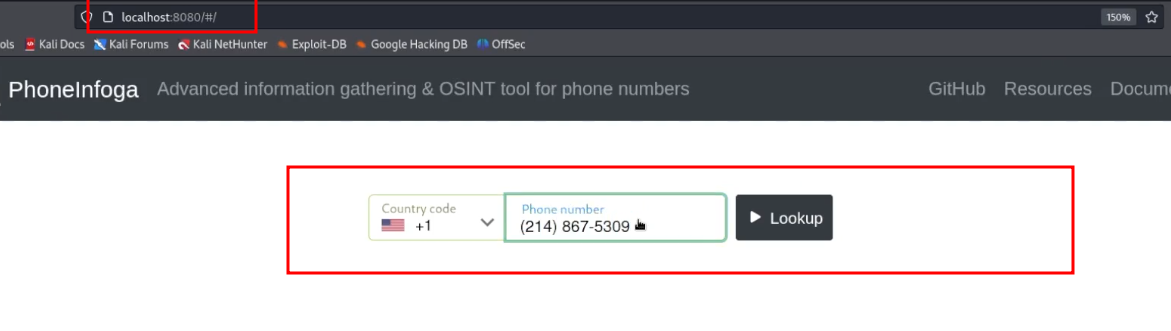 localhost:8080/#/
150%
ols Kali Docs Kali Forums Kali NetHunter Exploit-DB Google Hacking DB OffSec
PhoneInfoga Advanced information gathering & OSINT tool for phone numbers GitHub Resources Docum
Country code
+1
Phone number
(214) 867-5309
Lookup